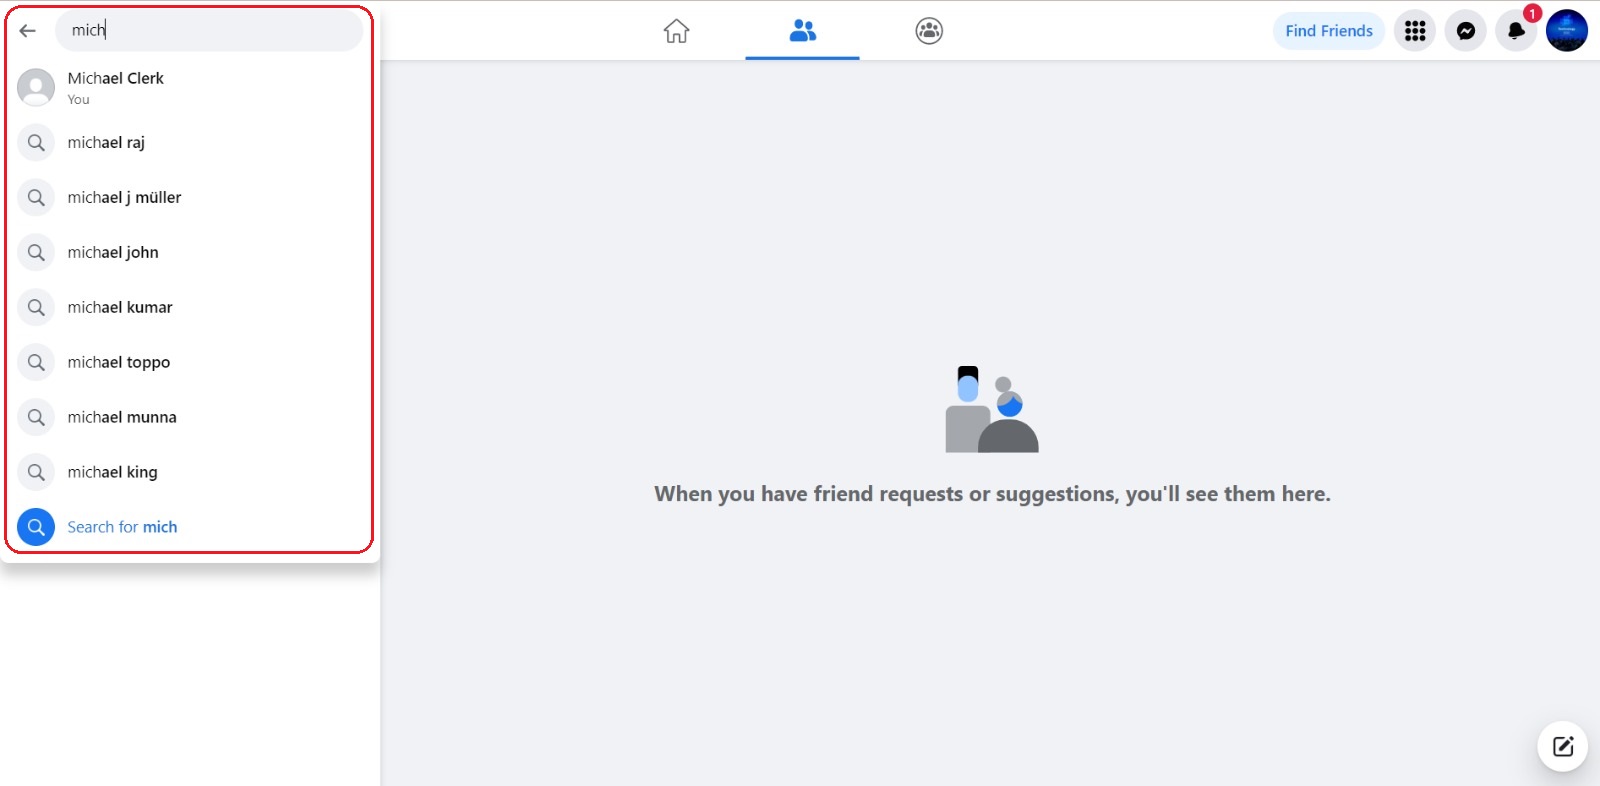 mich
Find Friends
1
Michael Clerk
You
michael raj
michael j müller
michael john
michael kumar
michael toppo
michael munna
michael king
Search for mich
When you have friend requests or suggestions, you'll see them here.